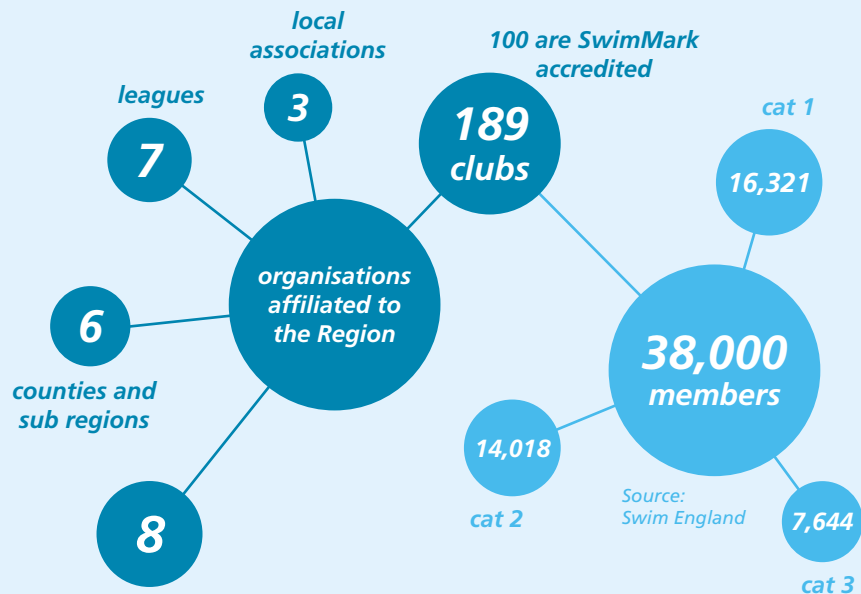 local
associations
3
leagues
7
100 are SwimMark
accredited
189
clubs
cat 1
16,321
organisations
affiliated to
the Region
6
counties and
sub regions
38,000
members
14,018
cat 2
Source:
Swim England
7,644
cat 3
8